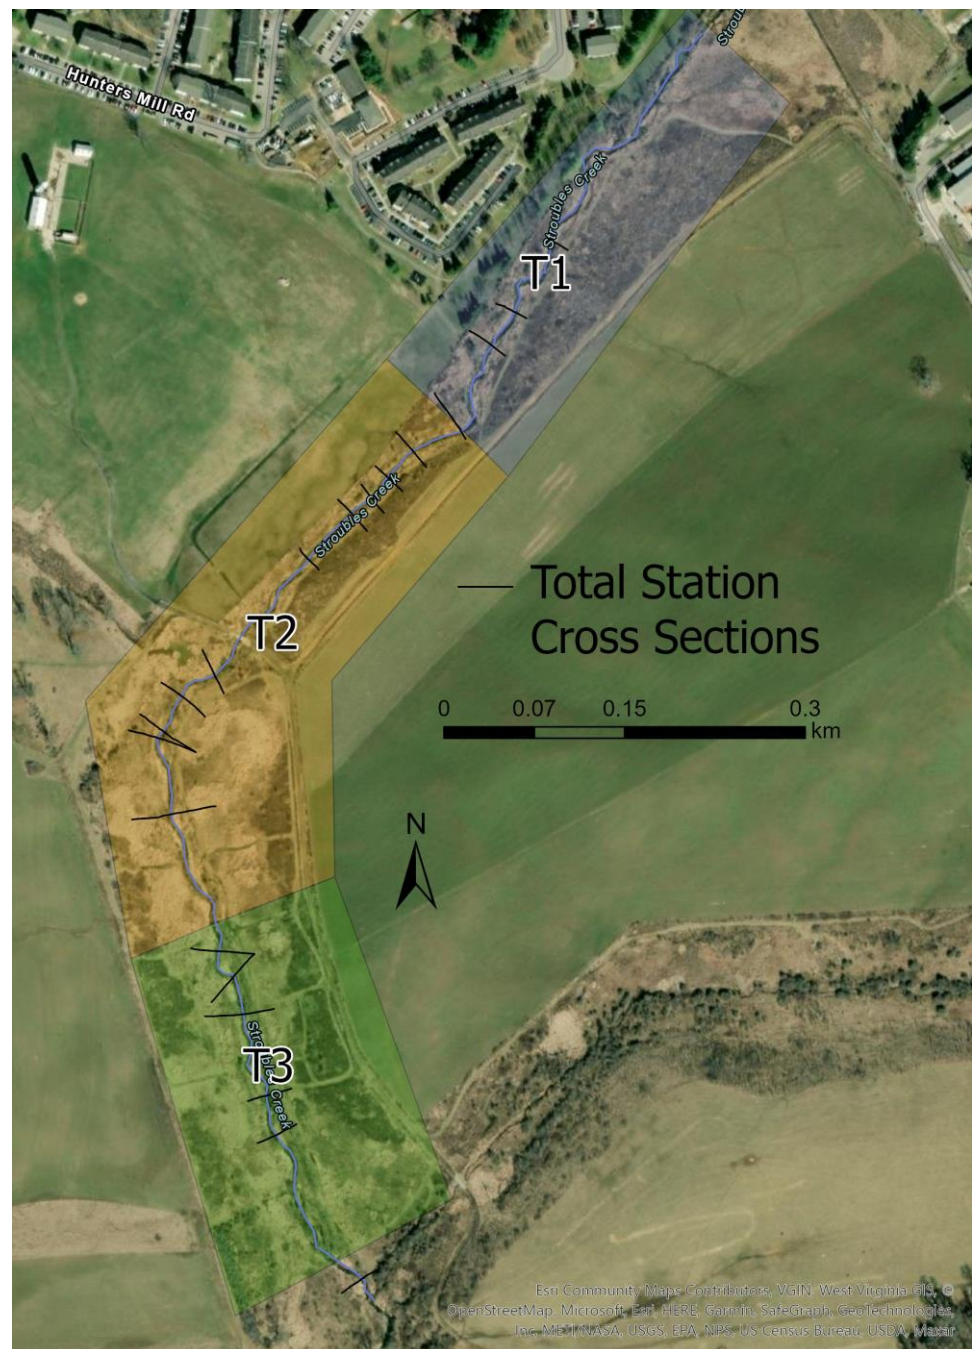 Stroub
Hunters Mill Rd
Stroubles Creek
T1
Stroubles Creek
T2
Total Station
Cross Sections
0 0.07 0.15 0.3
km
N
Stroubles Creek
T3
Esri Community Maps Contributors, VGIN, West Virginia GIS, ©
OpenStreetMap, Microsoft, Esri, HERE, Garmin, SafeGraph, GeoTechnologies,
Inc, METI/NASA, USGS, EPA, NPS, US Census Bureau, USDA, Maxar